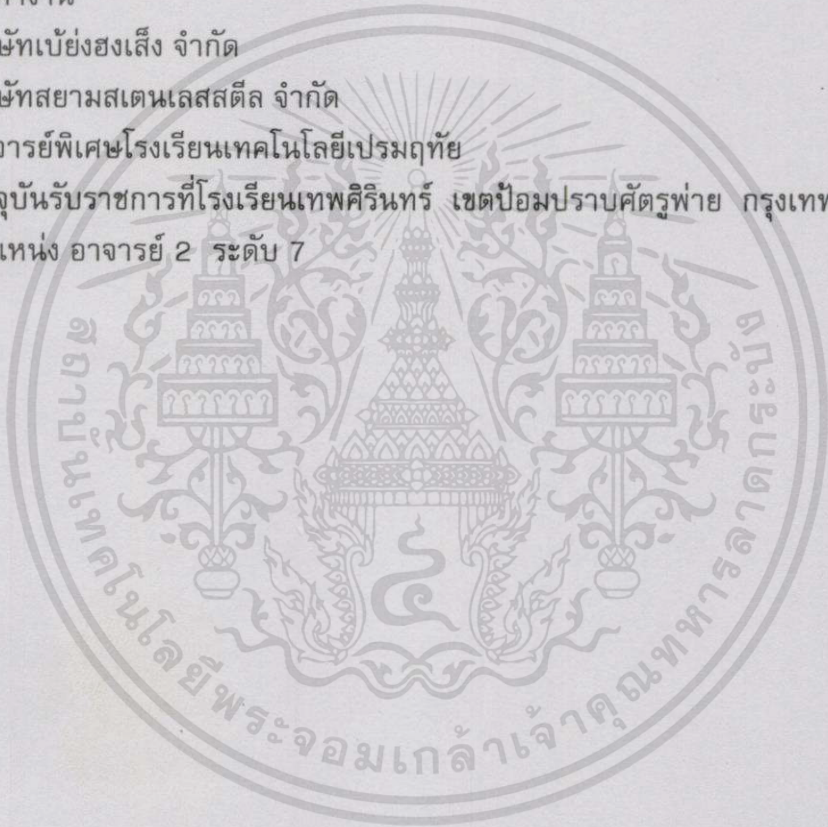 ษัทเบ้ย่งฮงเส็ง จำกัด
ษัทสยามสเตนเลสสตีล จำกัด
จารย์พิเศษโรงเรียนเทคโนโลยีเปรมฤทัย
จุบันรับราชการที่โรงเรียนเทพศิรินทร์ เขตป้อมปราบศัตรูพ่าย กรุงเทพ
แหน่ง อาจารย์ 2 ระดับ 7
สถาบันเทคโนโลยีพระจอมเกล้าเจ้าคุณทหารลาดกระบัง
๔